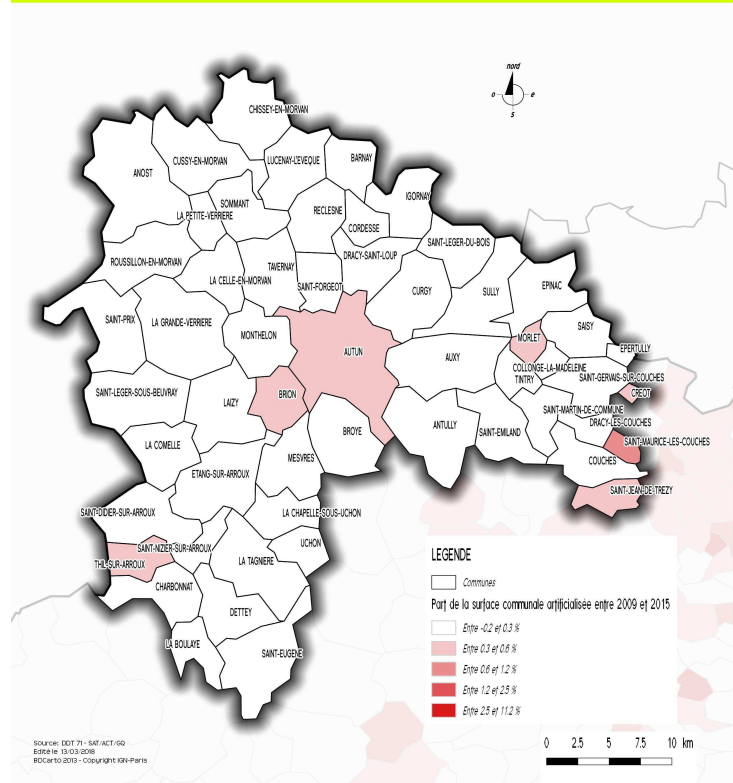 nord
o
e
s
CHISSEY-EN-MORVAN
CUSSY-EN-MORVAN
LUCENAY-L'EVEQUE
BARNAY
ANOST
IGORNAY
SOMMANT
LA PETITE-VERRIERE
RECLESNE
CORDESSE
SAINT-LEGER-DU-BOIS
DRACY-SAINT-LOUP
ROUSSILLON-EN-MORVAN
TAVERNAY
LA CELLE-EN-MORVAN
SAINT-FORGEOT
CURGY
SULLY
EPINAC
SAINT-PRIX
LA GRANDE-VERRIERE
SAISY
MONTHELON
MORLET
AUTUN
AUXY
EPERTULLY
COLLONGE-LA-MADELEINE
TINTRY
SAINT-GERVAIS-SUR-COUCHES
SAINT-LEGER-SOUS-BEUVRAY
BRION
CREOT
LAIZY
SAINT-MARTIN-DE-COMMUNE
DRACY-LES-COUCHES
BROYE
ANTULLY
SAINT-EMILAND
LA COMELLE
SAINT-MAURICE-LES-COUCHES
MESVRES
COUCHES
ETANG-SUR-ARROUX
SAINT-JEAN-DE-TREZY
SAINT-DIDIER-SUR-ARROUX
LA CHAPELLE-SOUS-UCHON
UCHON
SAINT-NIZIER-SUR-ARROUX
THIL-SUR-ARROUX
LA TAGNIERE
CHARBONNAT
DETTEY
LA BOULAYE
SAINT-EUGENE
LEGENDE
Communes
Part de la surface communale artificialisée entre 2009 et 2015
Entre -0.2 et 0.3 %
Entre 0.3 et 0.6 %
Entre 0.6 et 1.2 %
Entre 1.2 et 2.5 %
Entre 2.5 et 11.2 %
Source: DDT 71 - SAT/ACT/GQ
Edité le 13/03/2018
BDCarto 2013 - Copyright IGN-Paris
0 2.5 5 7.5 10 km